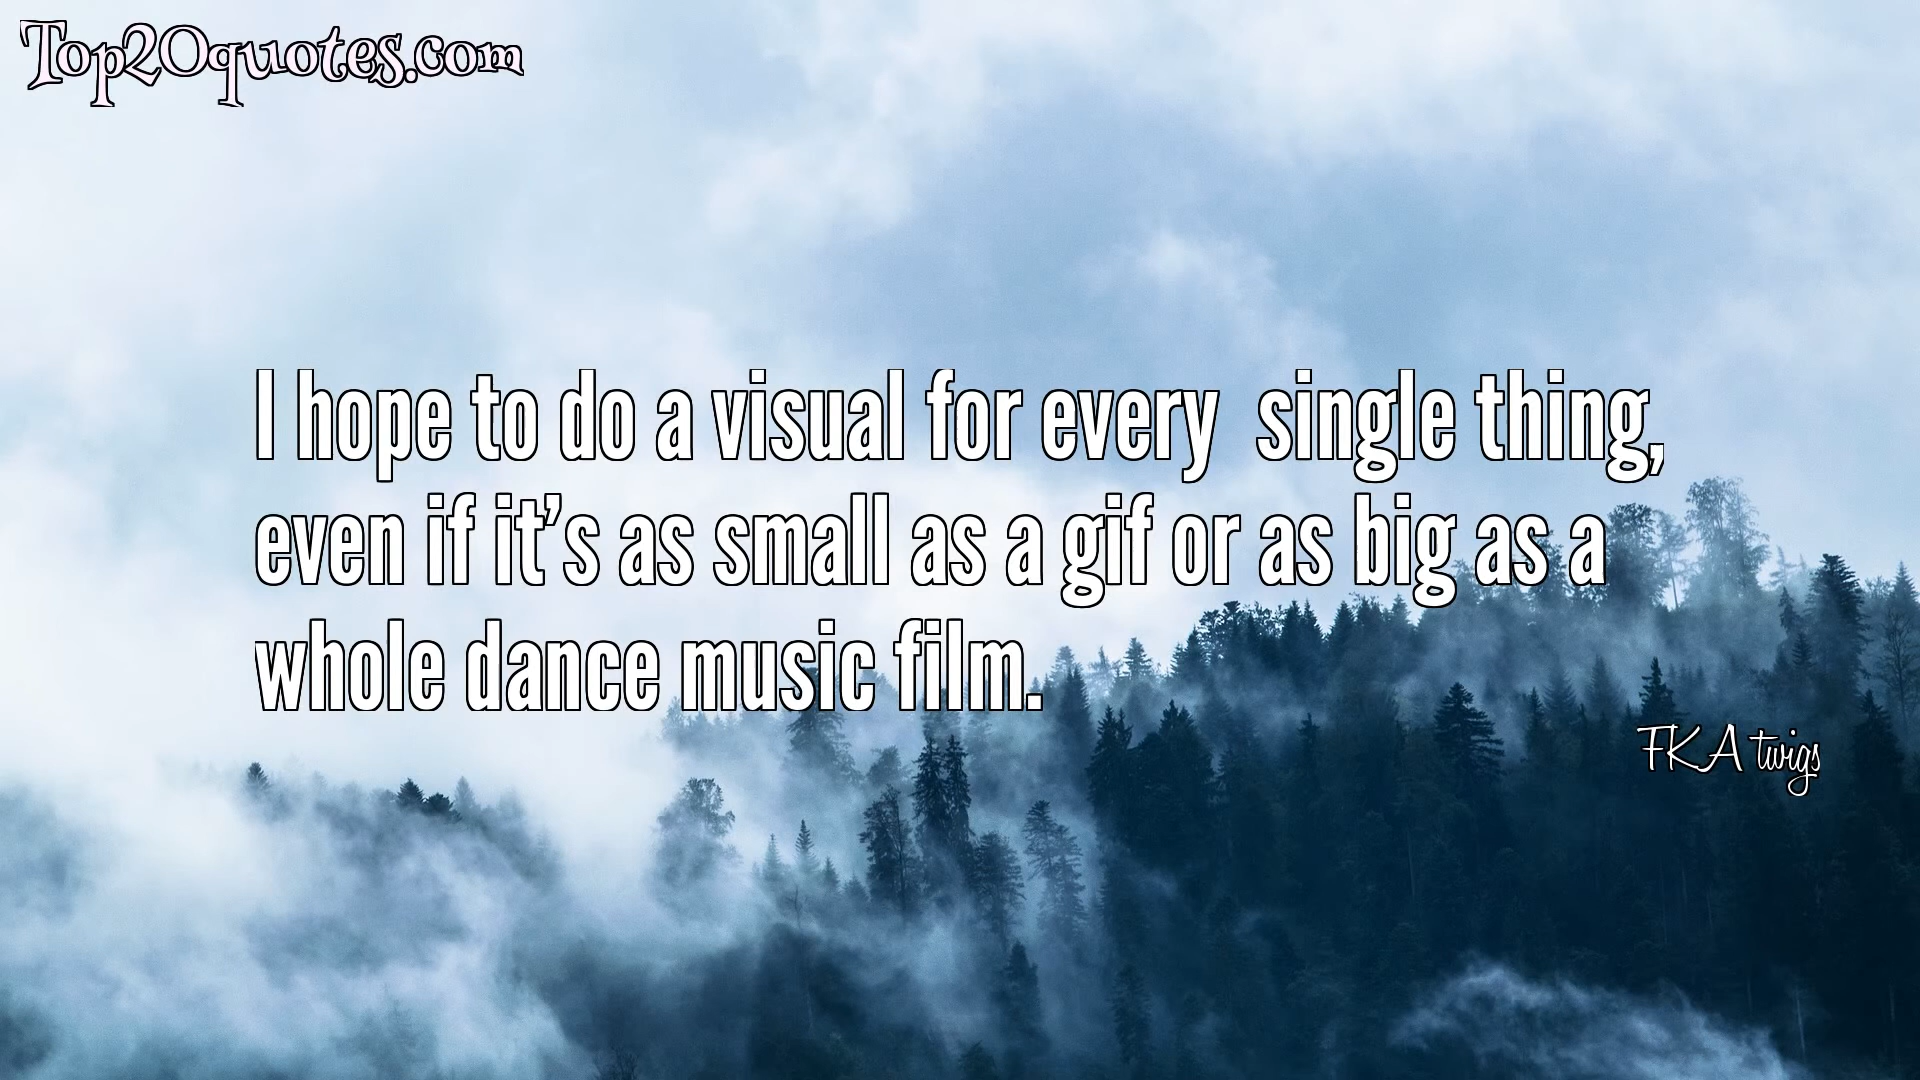 Top20quotes.com
I hope to do a visual for every  single thing,
even if it's as small as a gif or as big as a
whole dance music film.
FKA twigs